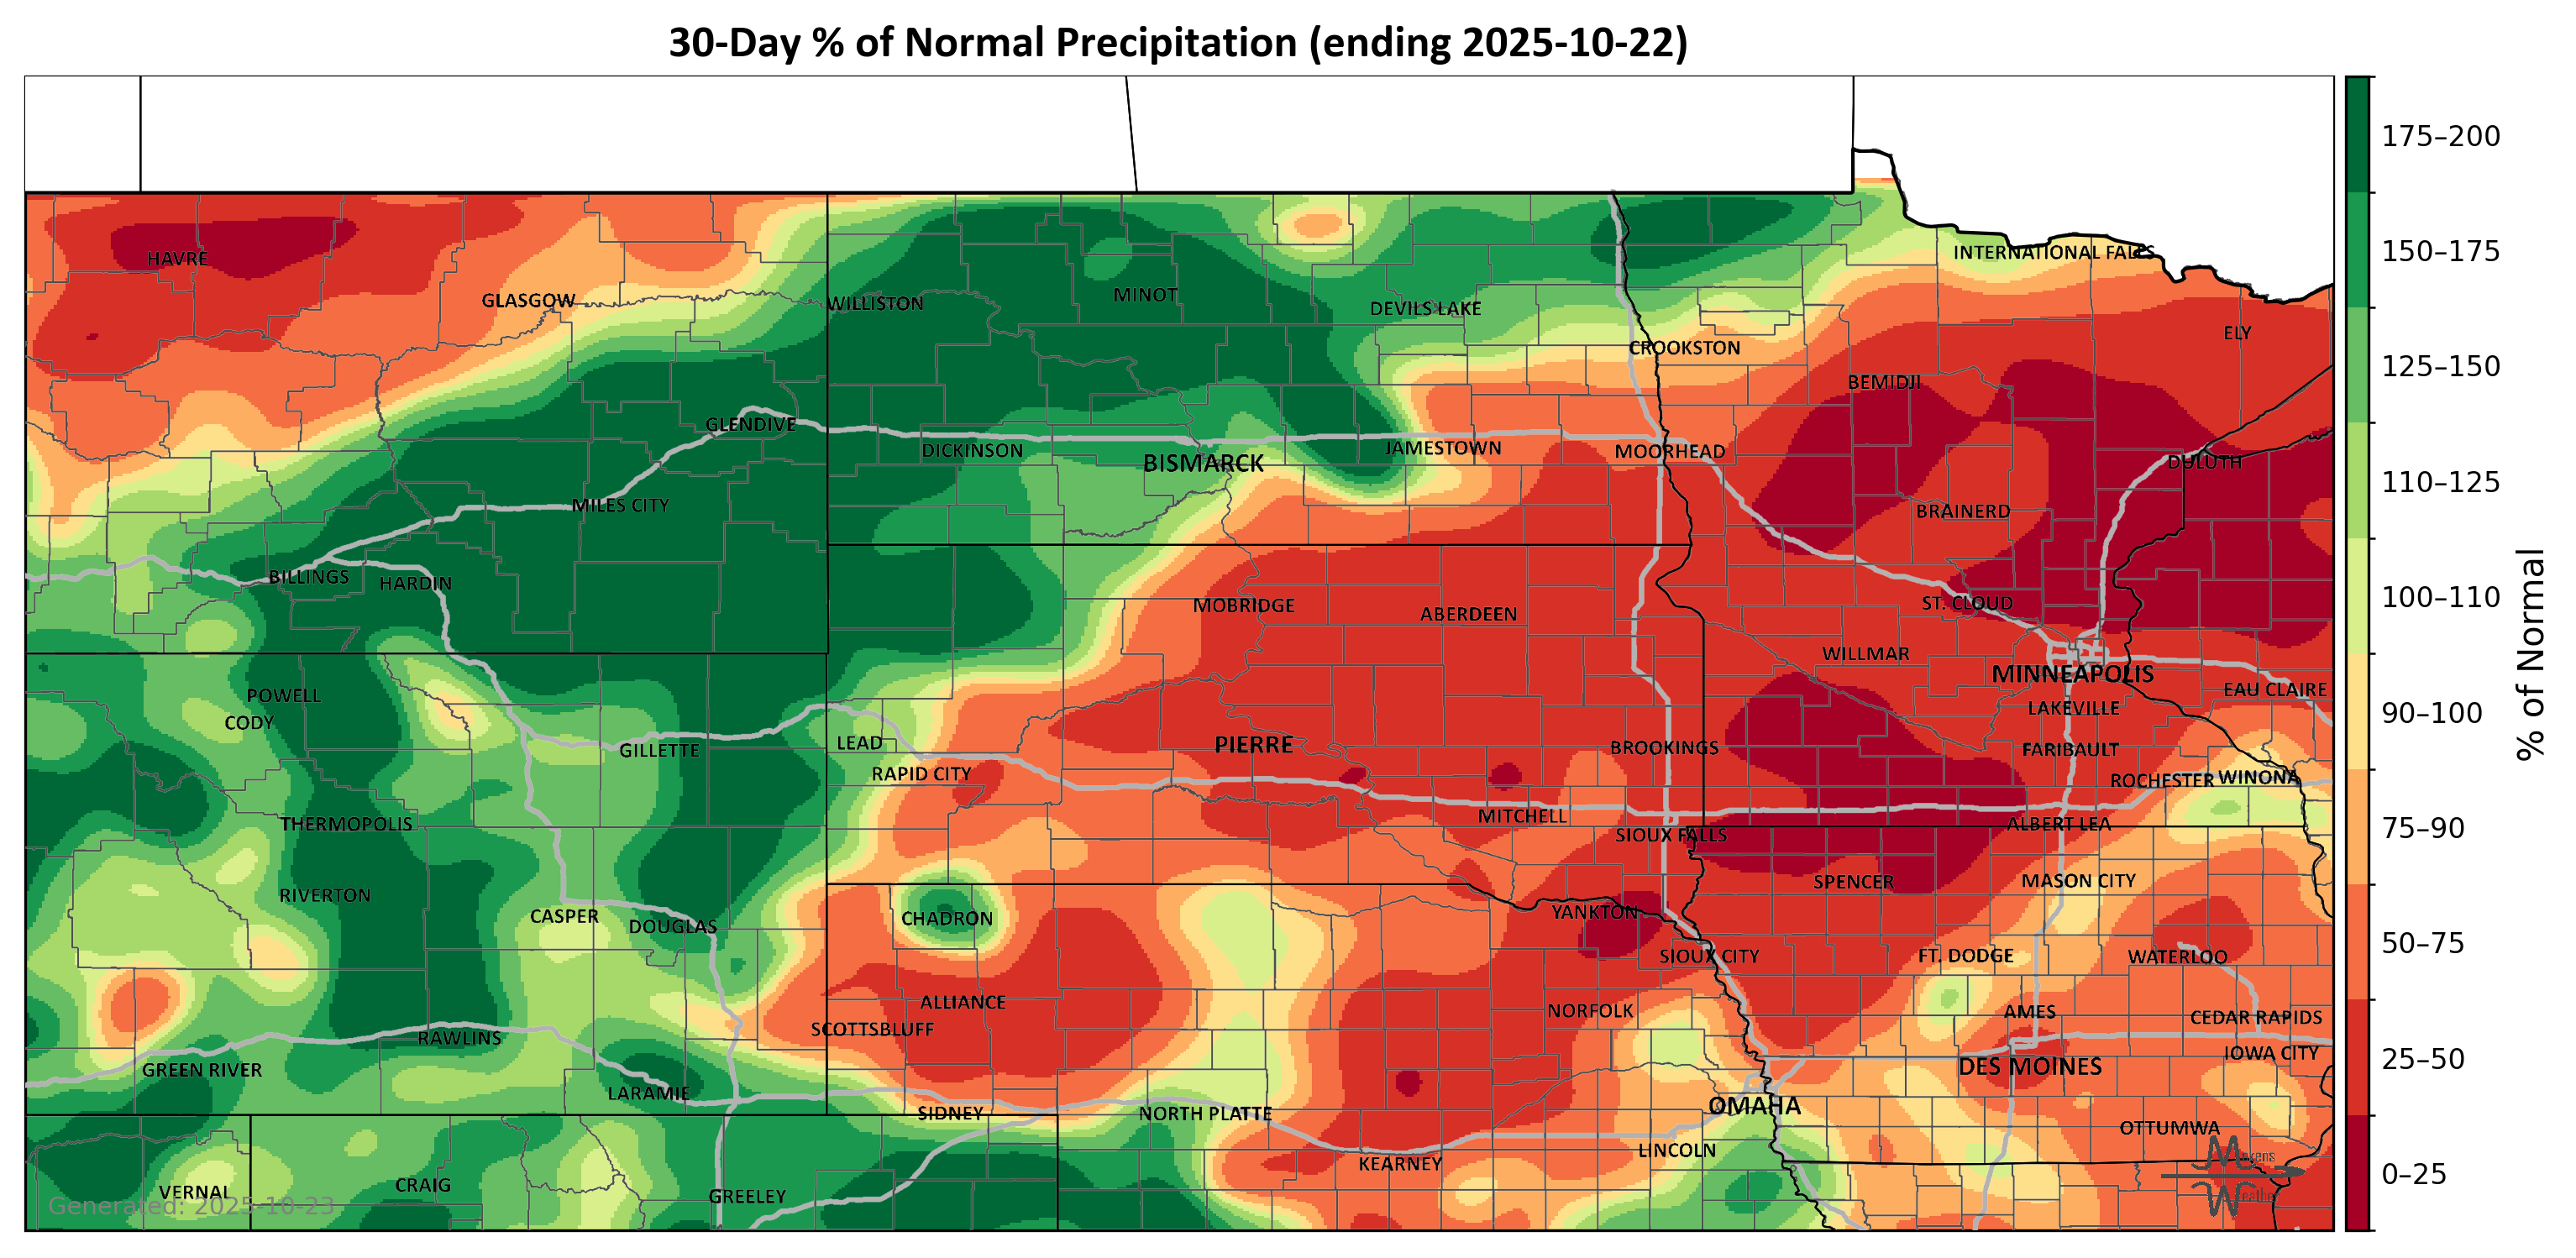 30-Day % of Normal Precipitation (ending 2025-10-22)
175–200
150–175
125–150
110–125
100–110
90–100
75–90
50–75
25–50
0–25
% of Normal
HAVRE
INTERNATIONAL FALLS
GLASGOW
WILLISTON
MINOT
DEVILS LAKE
ELY
CROOKSTON
BEMIDJI
GLENDIVE
DICKINSON
BISMARCK
JAMESTOWN
MOORHEAD
DULUTH
MILES CITY
BRAINERD
BILLINGS
HARDIN
MOBRIDGE
ABERDEEN
ST. CLOUD
WILLMAR
MINNEAPOLIS
EAU CLAIRE
POWELL
CODY
LAKEVILLE
GILLETTE
LEAD
PIERRE
BROOKINGS
FARIBAULT
RAPID CITY
ROCHESTER
WINONA
THERMOPOLIS
MITCHELL
ALBERT LEA
SIOUX FALLS
SPENCER
MASON CITY
RIVERTON
CASPER
DOUGLAS
CHADRON
YANKTON
SIOUX CITY
FT. DODGE
WATERLOO
ALLIANCE
NORFOLK
AMES
CEDAR RAPIDS
SCOTTSBLUFF
RAWLINS
IOWA CITY
GREEN RIVER
DES MOINES
LARAMIE
SIDNEY
NORTH PLATTE
OMAHA
OTTUMWA
LINCOLN
KEARNEY
VERNAL
CRAIG
GREELEY
Generated: 2025-10-23